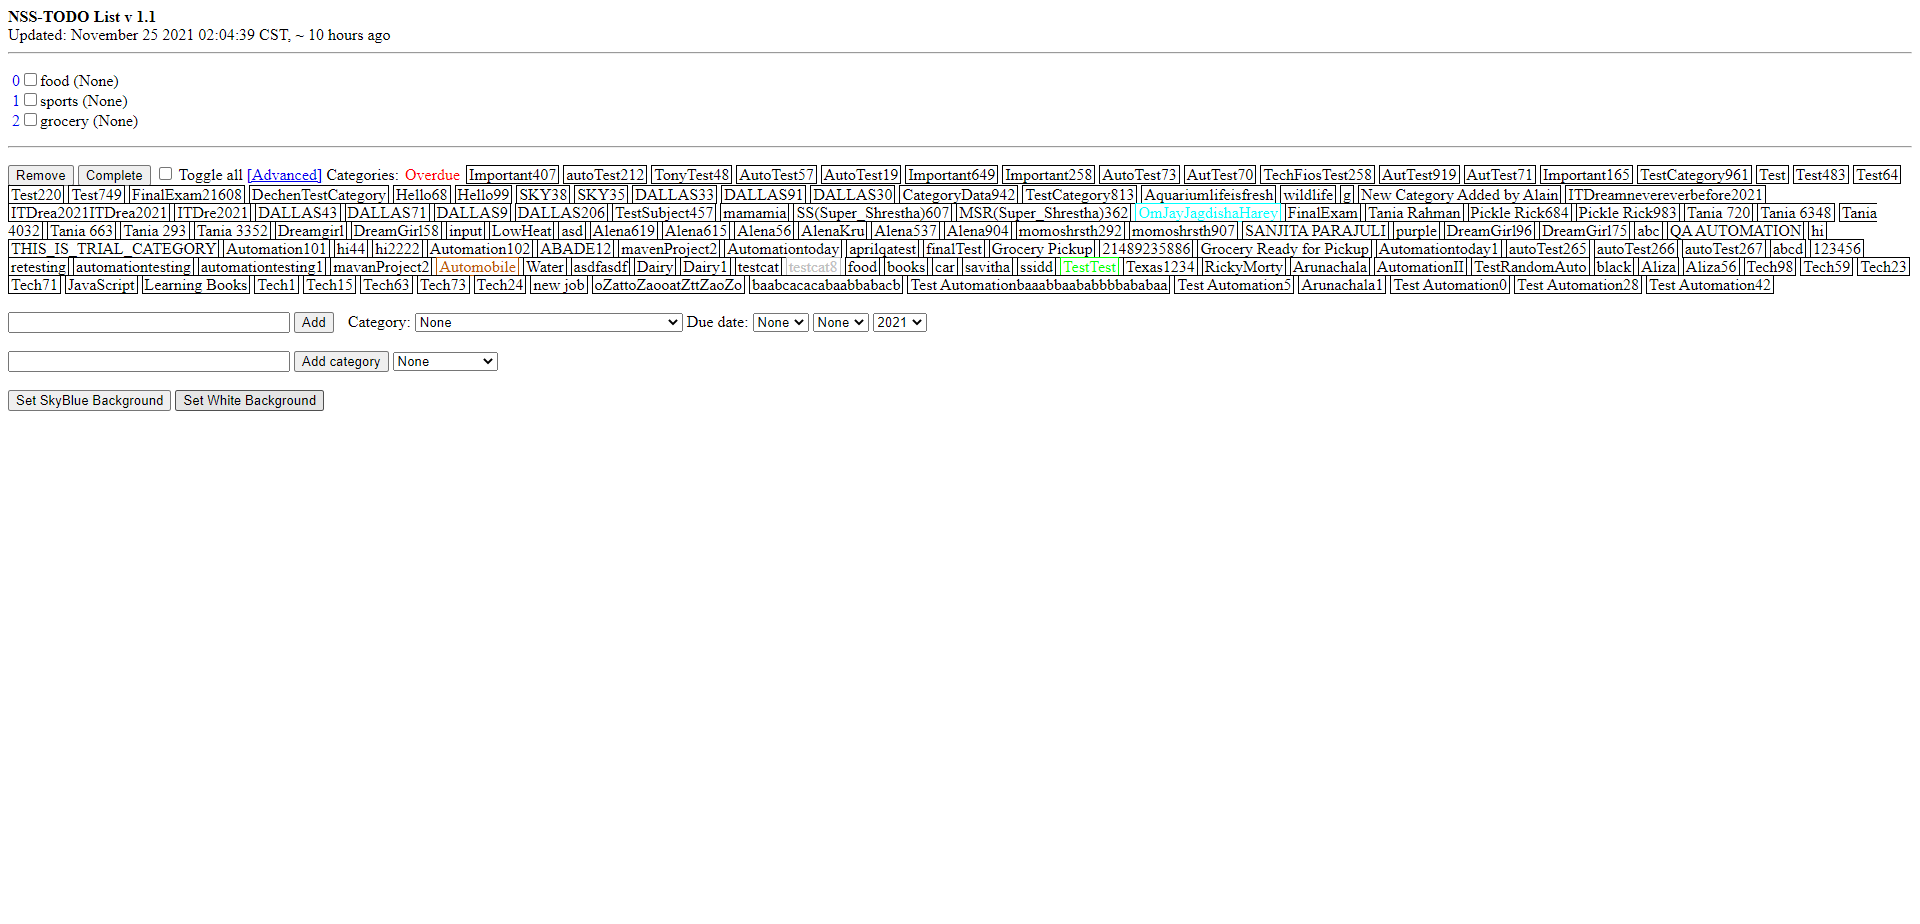 NSS-TODO List v 1.1
Updated: November 25 2021 02:04:39 CST, ~ 10 hours ago
0 food (None)
1 sports (None)
2 grocery (None)
Remove Complete Toggle all [Advanced] Categories: Overdue Important407 autoTest212 TonyTest48 AutoTest57 AutoTest19 Important649 Important258 AutoTest73 AutTest70 TechFiosTest258 AutTest919 AutTest71 Important165 TestCategory961 Test Test483 Test64
Test220 Test749 FinalExam21608 DechenTestCategory Hello68 Hello99 SKY38 SKY35 DALLAS33 DALLAS91 DALLAS30 CategoryData942 TestCategory813 Aquariumlifeisfresh wildlife g New Category Added by Alain ITDreamnevereverbefore2021
ITDrea2021ITDrea2021 ITDre2021 DALLAS43 DALLAS71 DALLAS9 DALLAS206 TestSubject457 mamamia SS(Super_Shrestha)607 MSR(Super_Shrestha)362 OmJayJagdishaHarey FinalExam Tania Rahman Pickle Rick684 Pickle Rick983 Tania 720 Tania 6348 Tania
4032 Tania 663 Tania 293 Tania 3352 Dreamgirl DreamGirl58 input LowHeat asd Alena619 Alena615 Alena56 AlenaKru Alena537 Alena904 momoshrsth292 momoshrsth907 SANJITA PARAJULI purple DreamGirl96 DreamGirl75 abc QA AUTOMATION hi
THIS_IS_TRIAL_CATEGORY Automation101 hi44 hi2222 Automation102 ABADE12 mavenProject2 Automationtoday aprilqatest finalTest Grocery Pickup 21489235886 Grocery Ready for Pickup Automationtoday1 autoTest265 autoTest266 autoTest267 abcd 123456
retesting automationtesting automationtesting1 mavanProject2 Automobile Water asdfasdf Dairy Dairy1 testcat testcat8 food books car savitha ssidd TestTest Texas1234 RickyMorty Arunachala AutomationII TestRandomAuto black Aliza Aliza56 Tech98 Tech59 Tech23
Tech71 JavaScript Learning Books Tech1 Tech15 Tech63 Tech73 Tech24 new job oZattoZaooatZttZaoZo baabcacacabaabbabacb Test Automationbaaabbaababbbbababaa Test Automation5 Arunachala1 Test Automation0 Test Automation28 Test Automation42
Add Category: None Due date: None None 2021
Add category None
Set SkyBlue Background Set White Background